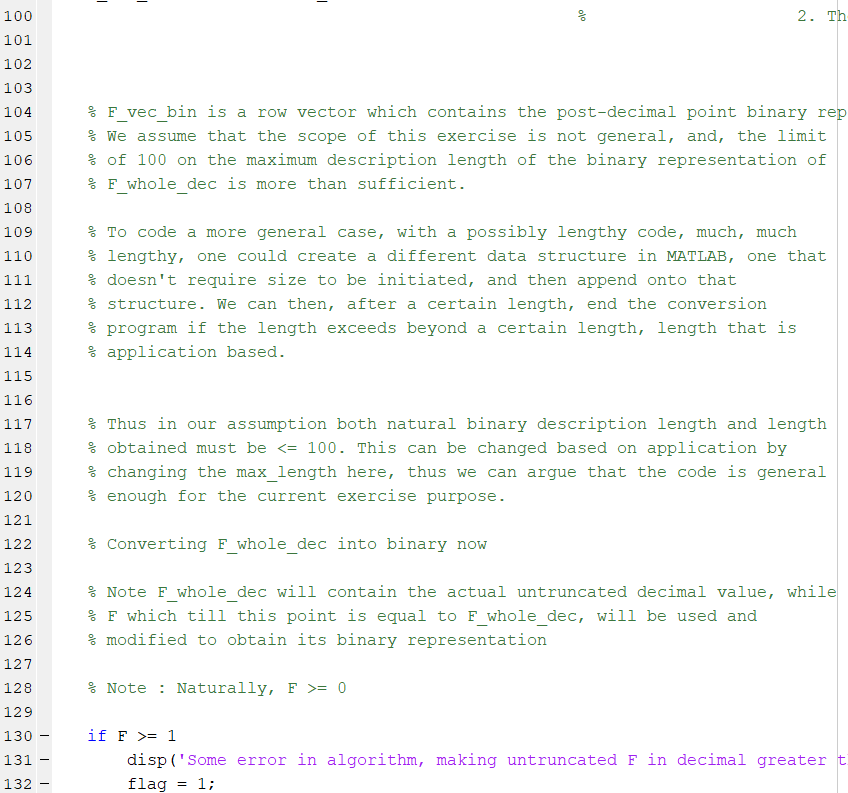 100 % 2. Th
101
102
103
104 % F_vec_bin is a row vector which contains the post-decimal point binary rep
105 % We assume that the scope of this exercise is not general, and, the limit
106 % of 100 on the maximum description length of the binary representation of
107 % F_whole_dec is more than sufficient.
108
109 % To code a more general case, with a possibly lengthy code, much, much
110 % lengthy, one could create a different data structure in MATLAB, one that
111 % doesn't require size to be initiated, and then append onto that
112 % structure. We can then, after a certain length, end the conversion
113 % program if the length exceeds beyond a certain length, length that is
114 % application based.
115
116
117 % Thus in our assumption both natural binary description length and length
118 % obtained must be <= 100. This can be changed based on application by
119 % changing the max_length here, thus we can argue that the code is general
120 % enough for the current exercise purpose.
121
122 % Converting F_whole_dec into binary now
123
124 % Note F_whole_dec will contain the actual untruncated decimal value, while
125 % F which till this point is equal to F_whole_dec, will be used and
126 % modified to obtain its binary representation
127
128 % Note : Naturally, F >= 0
129
130 – if F >= 1
131 – disp('Some error in algorithm, making untruncated F in decimal greater t
132 – flag = 1;